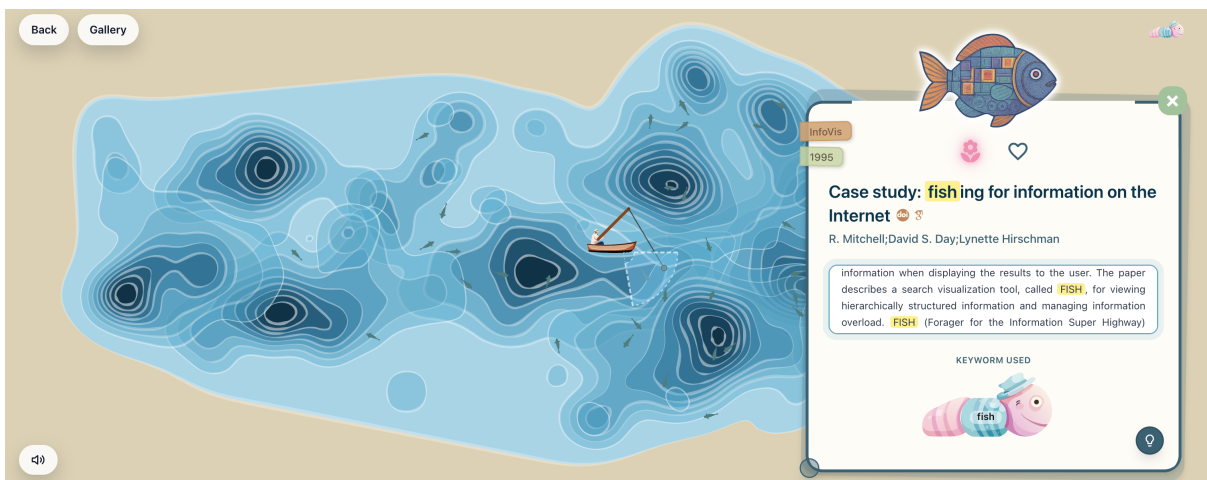 Back
Gallery
InfoVis
1995
Case study: fishing for information on the
Internet doi
R. Mitchell;David S. Day;Lynette Hirschman
information when displaying the results to the user. The paper
describes a search visualization tool, called FISH, for viewing
hierarchically structured information and managing information
overload. FISH (Forager for the Information Super Highway)
KEYWORM USED
fish